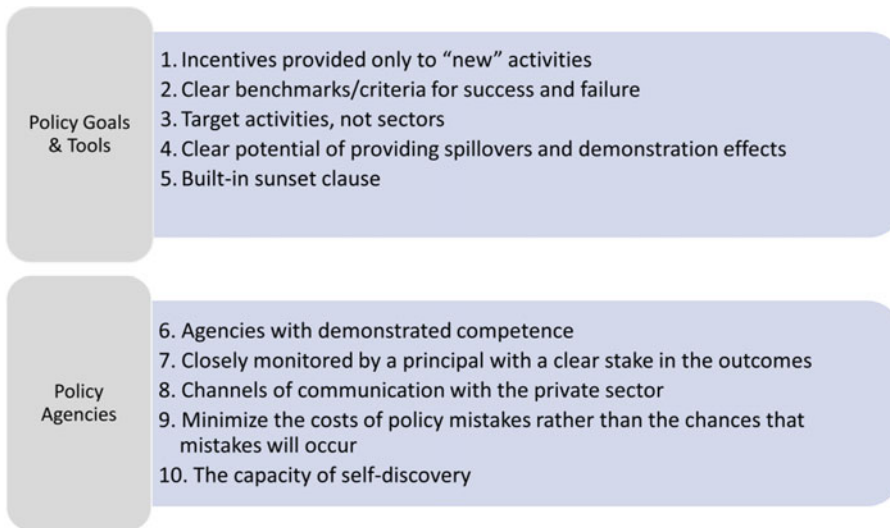 Policy Goals
& Tools
1. Incentives provided only to “new” activities
2. Clear benchmarks/criteria for success and failure
3. Target activities, not sectors
4. Clear potential of providing spillovers and demonstration effects
5. Built-in sunset clause
Policy
Agencies
6. Agencies with demonstrated competence
7. Closely monitored by a principal with a clear stake in the outcomes
8. Channels of communication with the private sector
9. Minimize the costs of policy mistakes rather than the chances that
mistakes will occur
10. The capacity of self-discovery